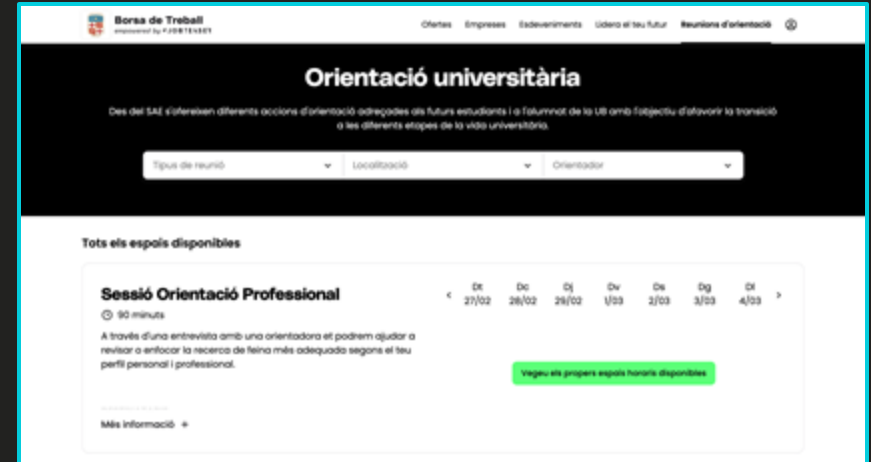 Borsa de Treball
empowered by JOBTEASER
Ofertes Empreses Esdeveniments Lidera el teu futur Reunions d'orientació
Orientació universitària
Des del SAE s'ofereixen diferents accions d'orientació adreçades als futurs estudiants i a l'alumnat de la UB amb l'objectiu d'afavorir la transició
a les diferents etapes de la vida universitària.
Tipus de reunió Localització Orientador
Tots els espais disponibles
Sessió Orientació Professional
90 minuts
A través d'una entrevista amb una orientadora et podrem ajudar a
revisar o enfocar la recerca de feina més adequada segons el teu
perfil personal i professional.
Més informació +
< Dt Dc Dj Dv Ds Dg Dl >
27/02 28/02 29/02 1/03 2/03 3/03 4/03
Vegeu els propers espais horaris disponibles